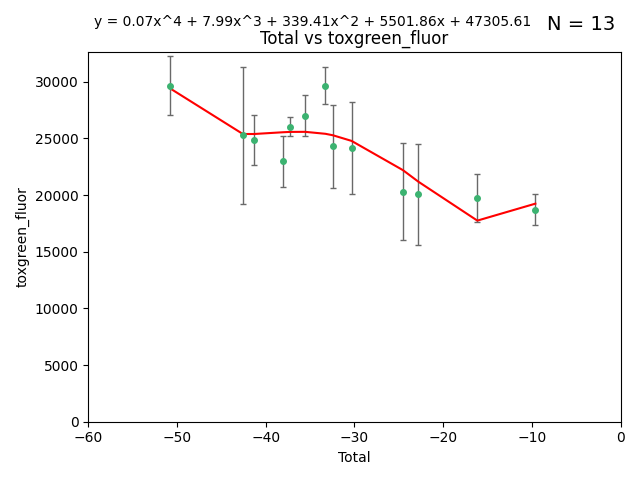 y = 0.07x^4 + 7.99x^3 + 339.41x^2 + 5501.86x + 47305.61 N = 13
Total vs toxgreen_fluor
30000
25000
20000
15000
10000
5000
0
toxgreen_fluor
−60 −50 −40 −30 −20 −10 0
Total